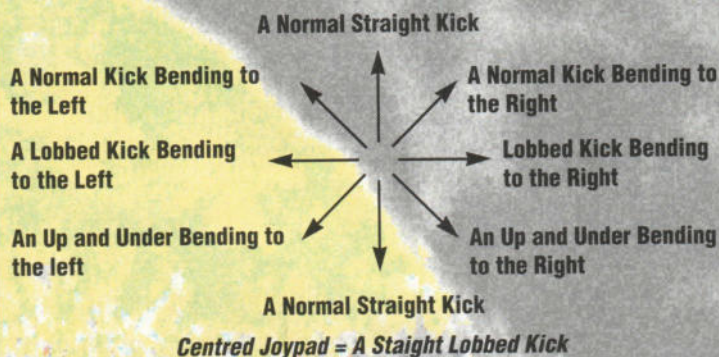 A Normal Straight Kick
A Normal Kick Bending to
the Left
A Normal Kick Bending to
the Right
A Lobbed Kick Bending
to the Left
Lobbed Kick Bending
to the Right
An Up and Under Bending to
the left
An Up and Under Bending
to the Right
A Normal Straight Kick
Centred Joypad = A Staight Lobbed Kick